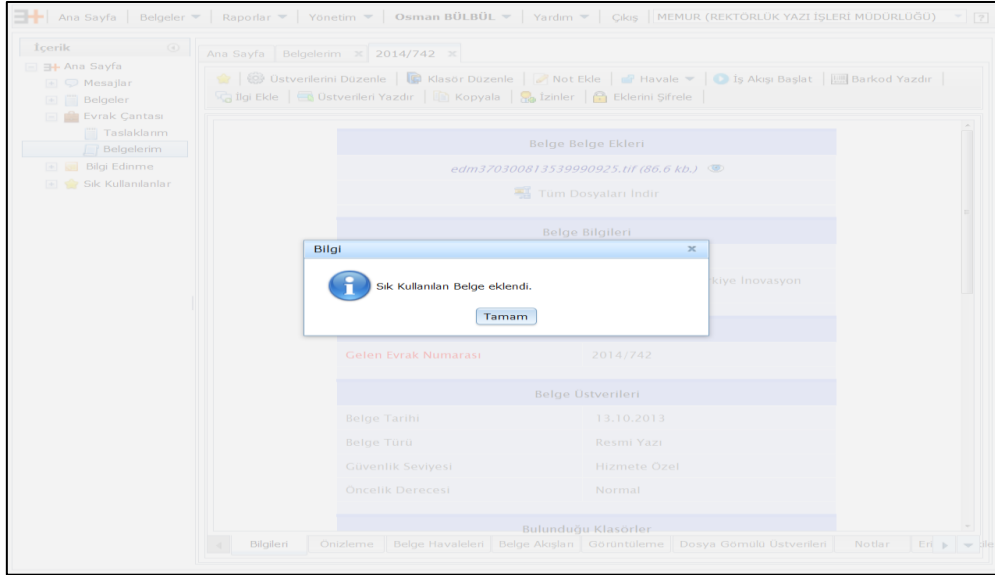 Ana Sayfa Belgeler Raporlar Yönetim Osman BÜLBÜL Yardım Çıkış MEMUR (REKTÖRLÜK YAZI İŞLERİ MÜDÜRLÜĞÜ) ?
İçerik
Ana Sayfa
Mesajlar
Belgeler
Evrak Çantası
Taslaklarım
Belgelerim
Bilgi Edinme
Sık Kullanılanlar
Ana Sayfa Belgelerim × 2014/742 ×
Üstverilerini Düzenle Klasör Düzenle Not Ekle Havale İş Akışı Başlat Barkod Yazdır
İlgi Ekle Üstverileri Yazdır Kopyala İzinler Eklerini Şifrele
Belge Belge Ekleri
edm370300813539990925.tif (86.6 kb.)
Tüm Dosyaları İndir
Belge Bilgileri
Bilgi ×
rkiye İnovasyon
Sık Kullanılan Belge eklendi.
Tamam
Gelen Evrak Numarası 2014/742
Belge Üstverileri
Belge Tarihi 13.10.2013
Belge Türü Resmi Yazı
Güvenlik Seviyesi Hizmete Özel
Öncelik Derecesi Normal
Bulunduğu Klasörler
Bilgileri Önizleme Belge Havaleleri Belge Akışları Görüntüleme Dosya Gömülü Üstverileri Notlar